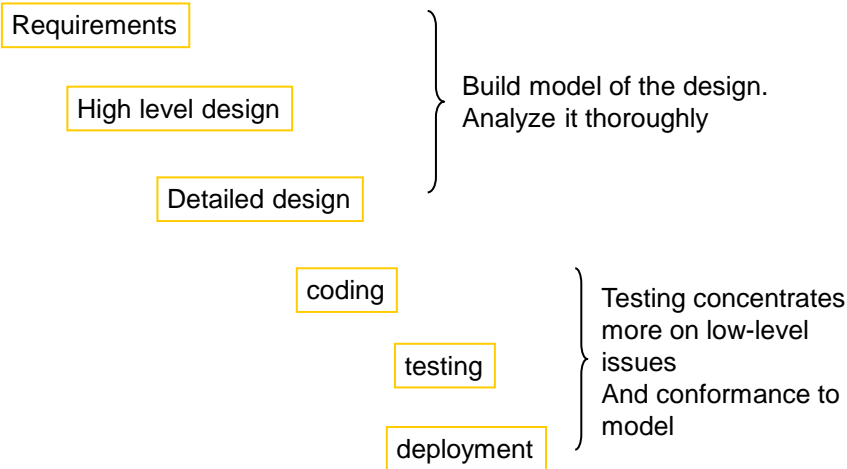 Requirements
Build model of the design.
High level design
Analyze it thoroughly
Detailed design
coding
Testing concentrates
more on low-level
testing
issues
And conformance to
model
deployment